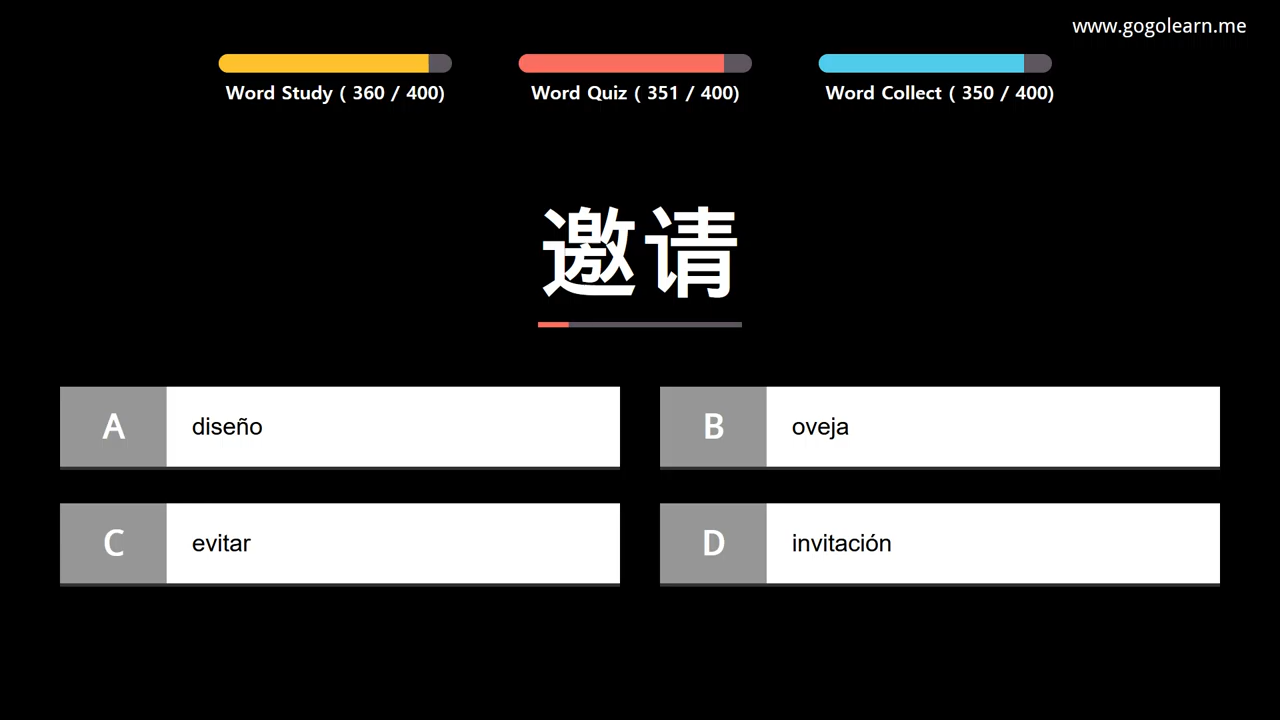 www.gogolearn.me
Word Study ( 360 / 400)
Word Quiz ( 351 / 400)
Word Collect ( 350 / 400)
邀请
A diseño
B oveja
C evitar
D invitación